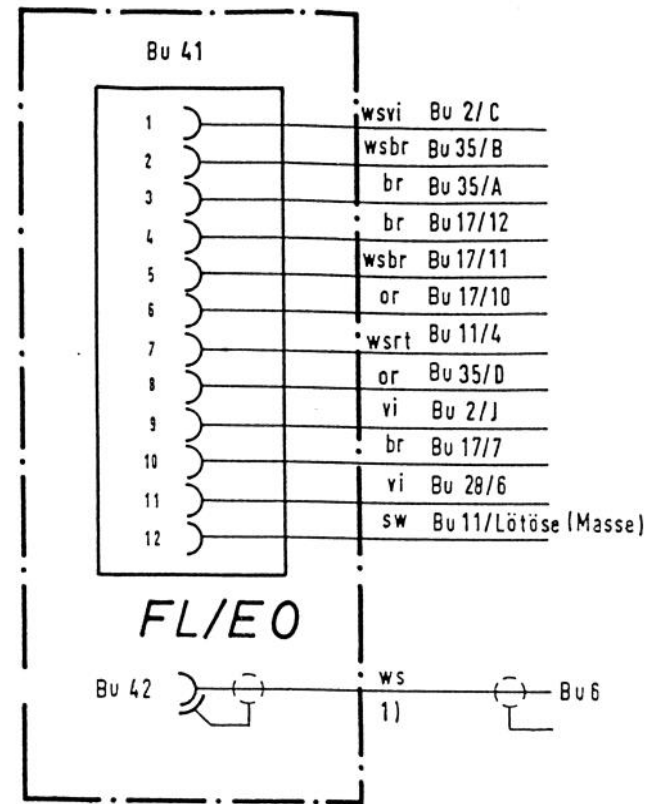 Bu 41
1 wsvi Bu 2/C
2 wsbr Bu 35/B
3 br Bu 35/A
4 br Bu 17/12
5 wsbr Bu 17/11
6 or Bu 17/10
7 wsrt Bu 11/4
8 or Bu 35/D
9 vi Bu 2/J
10 br Bu 17/7
11 vi Bu 28/6
12 sw Bu 11/Lötöse (Masse)
FL/EO
Bu 42 ws Bu 6
1)